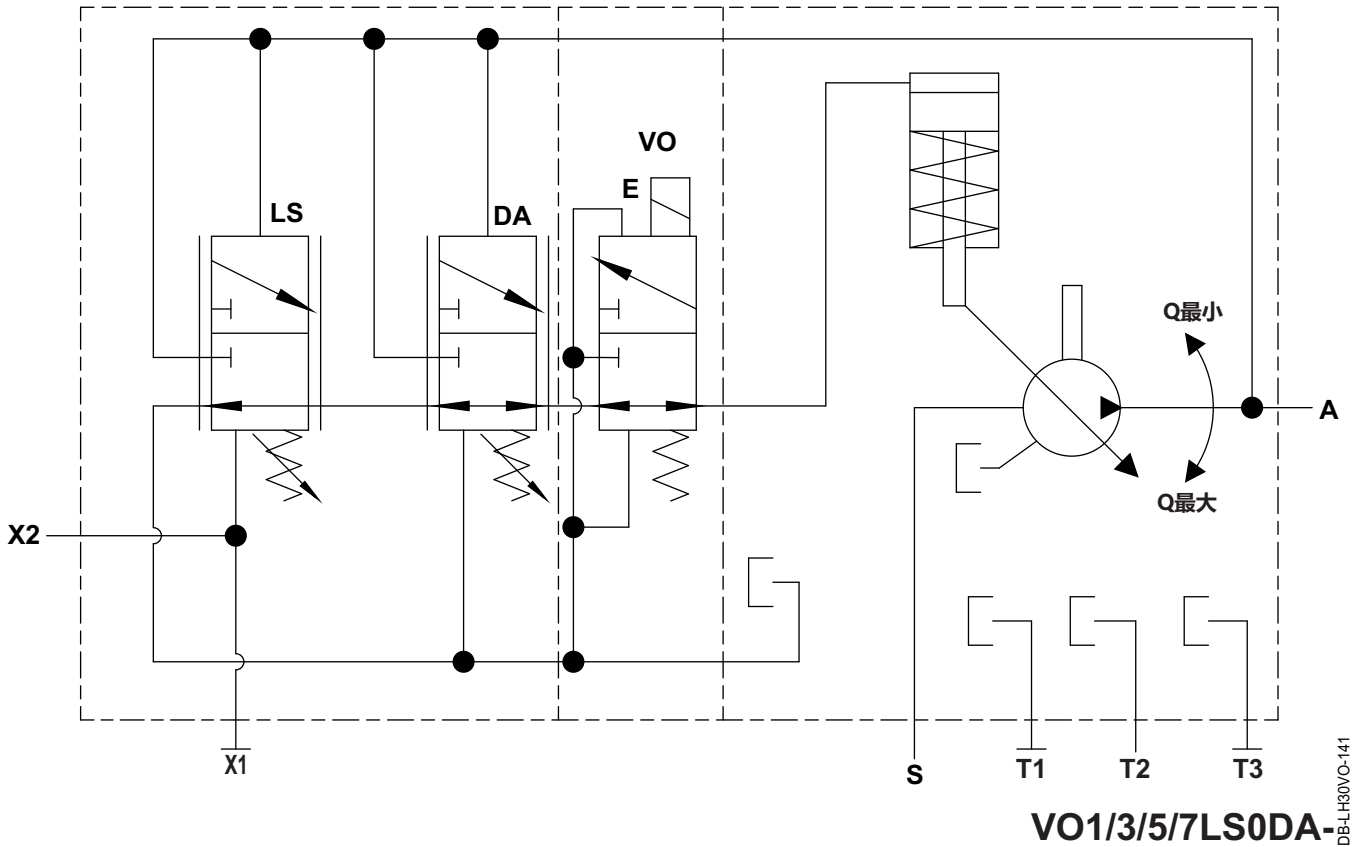 VO
E
LS
DA
Q最小
A
Q最大
X2
X1
S
T1
T2
T3
VO1/3/5/7LS0DA-
DB-LH30VO-141